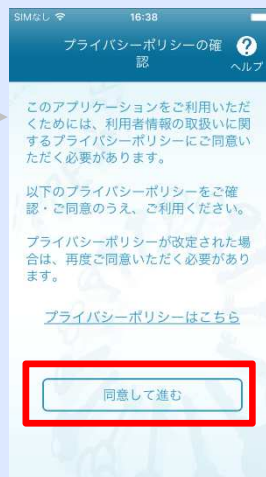 SIMなし 16:38
プライバシーポリシーの確
認
?
ヘルプ
このアプリケーションをご利用いただ
くためには、利用者情報の取扱いに関
するプライバシーポリシーにご同意い
ただく必要があります。
以下のプライバシーポリシーをご確
認・ご同意のうえ、ご利用ください。
プライバシーポリシーが改定された場
合は、再度ご同意いただく必要があり
ます。
プライバシーポリシーはこちら
同意して進む